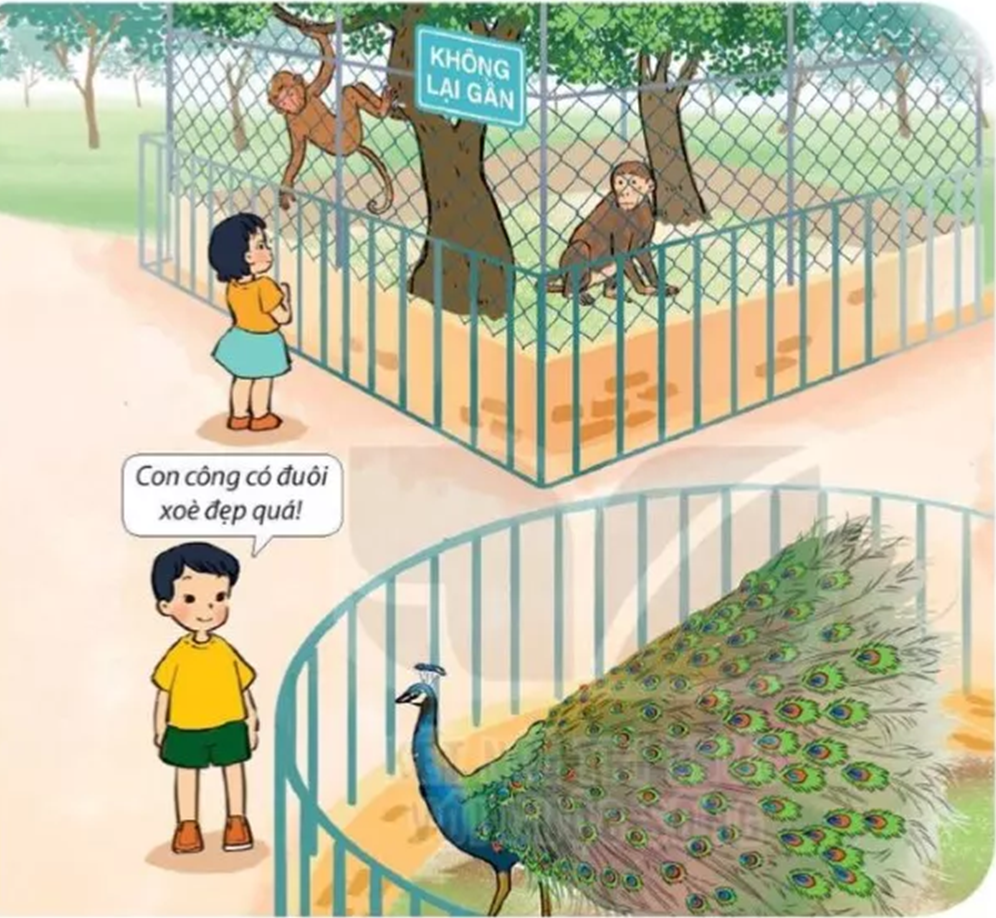 KHÔNG
LẠI GẦN
Con công có đuôi
xoè đẹp quá!